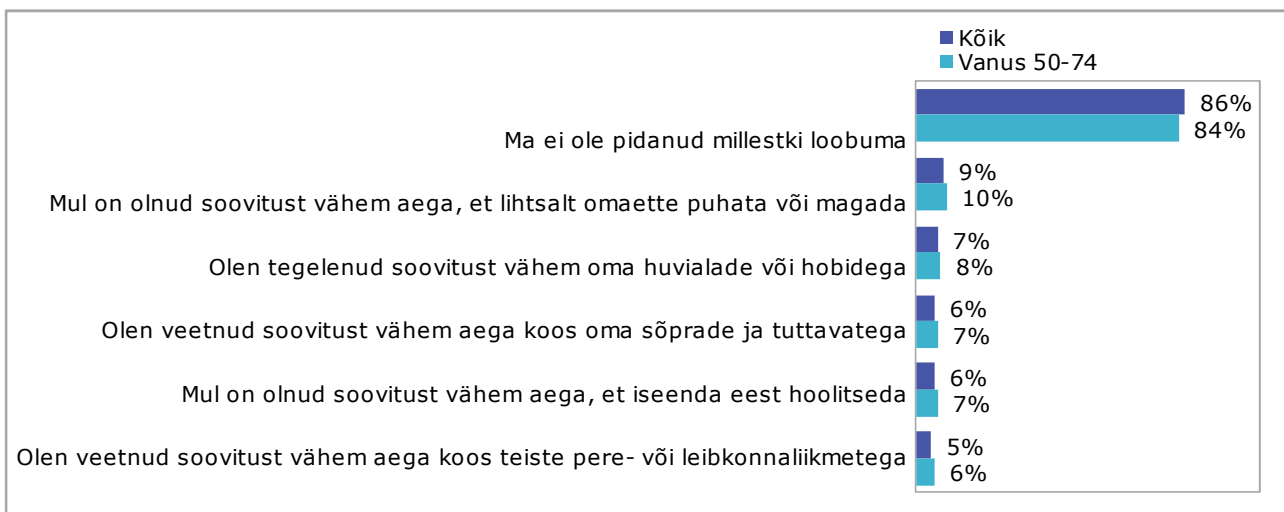 Kõik
Vanus 50-74
86%
84%
Ma ei ole pidanud millestki loobuma
9%
Mul on olnud soovitust vähem aega, et lihtsalt omaette puhata või magada
10%
7%
Olen tegelenud soovitust vähem oma huvialade või hobidega
8%
6%
Olen veetnud soovitust vähem aega koos oma sõprade ja tuttavatega
7%
6%
Mul on olnud soovitust vähem aega, et iseenda eest hoolitseda
7%
5%
Olen veetnud soovitust vähem aega koos teiste pere- või leibkonnaliikmetega
6%